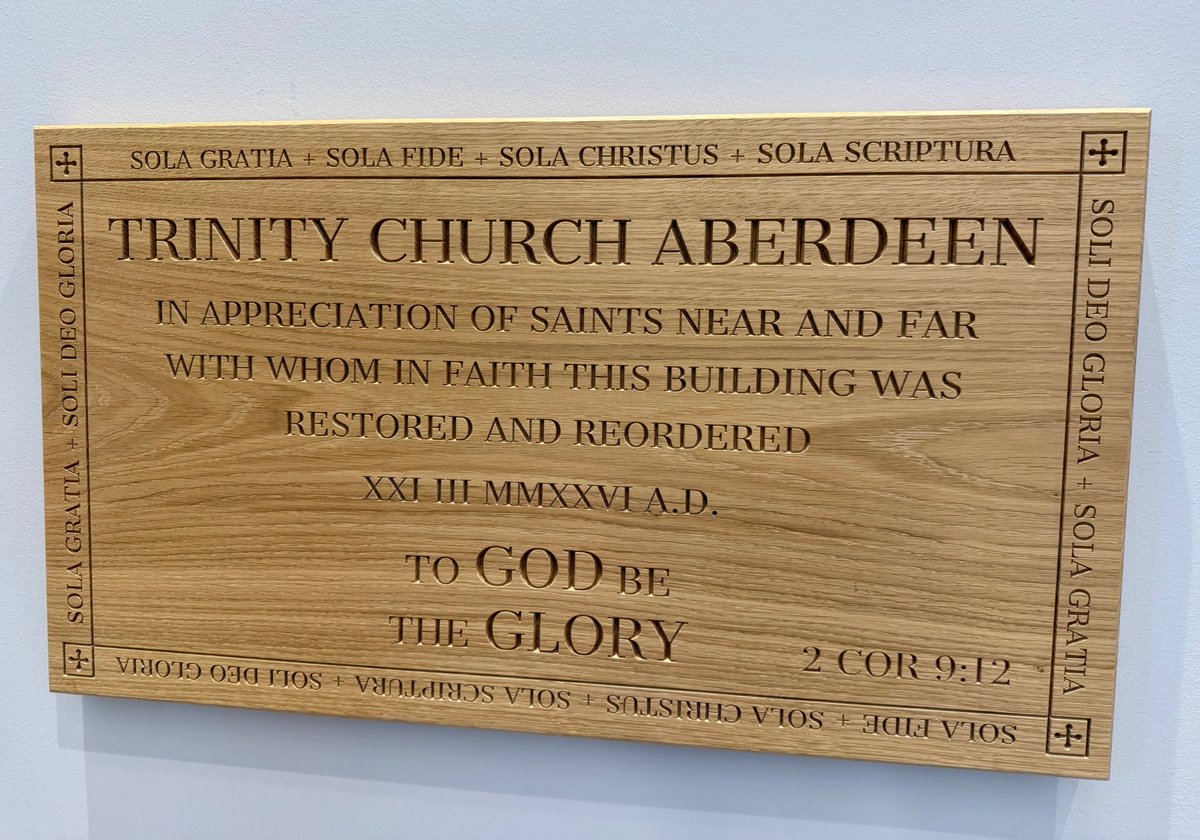 SOLA GRATIA + SOLA FIDE + SOLA CHRISTUS + SOLA SCRIPTURA
SOLI DEO GLORIA + SOLA GRATIA
SOLA FIDE + SOLA CHRISTUS + SOLA SCRIPTURA + SOLI DEO GLORIA
SOLA GRATIA + SOLI DEO GLORIA
TRINITY CHURCH ABERDEEN
IN APPRECIATION OF SAINTS NEAR AND FAR
WITH WHOM IN FAITH THIS BUILDING WAS
RESTORED AND REORDERED
XXI III MMXXVI A.D.
TO GOD BE
THE GLORY
2 COR 9:12